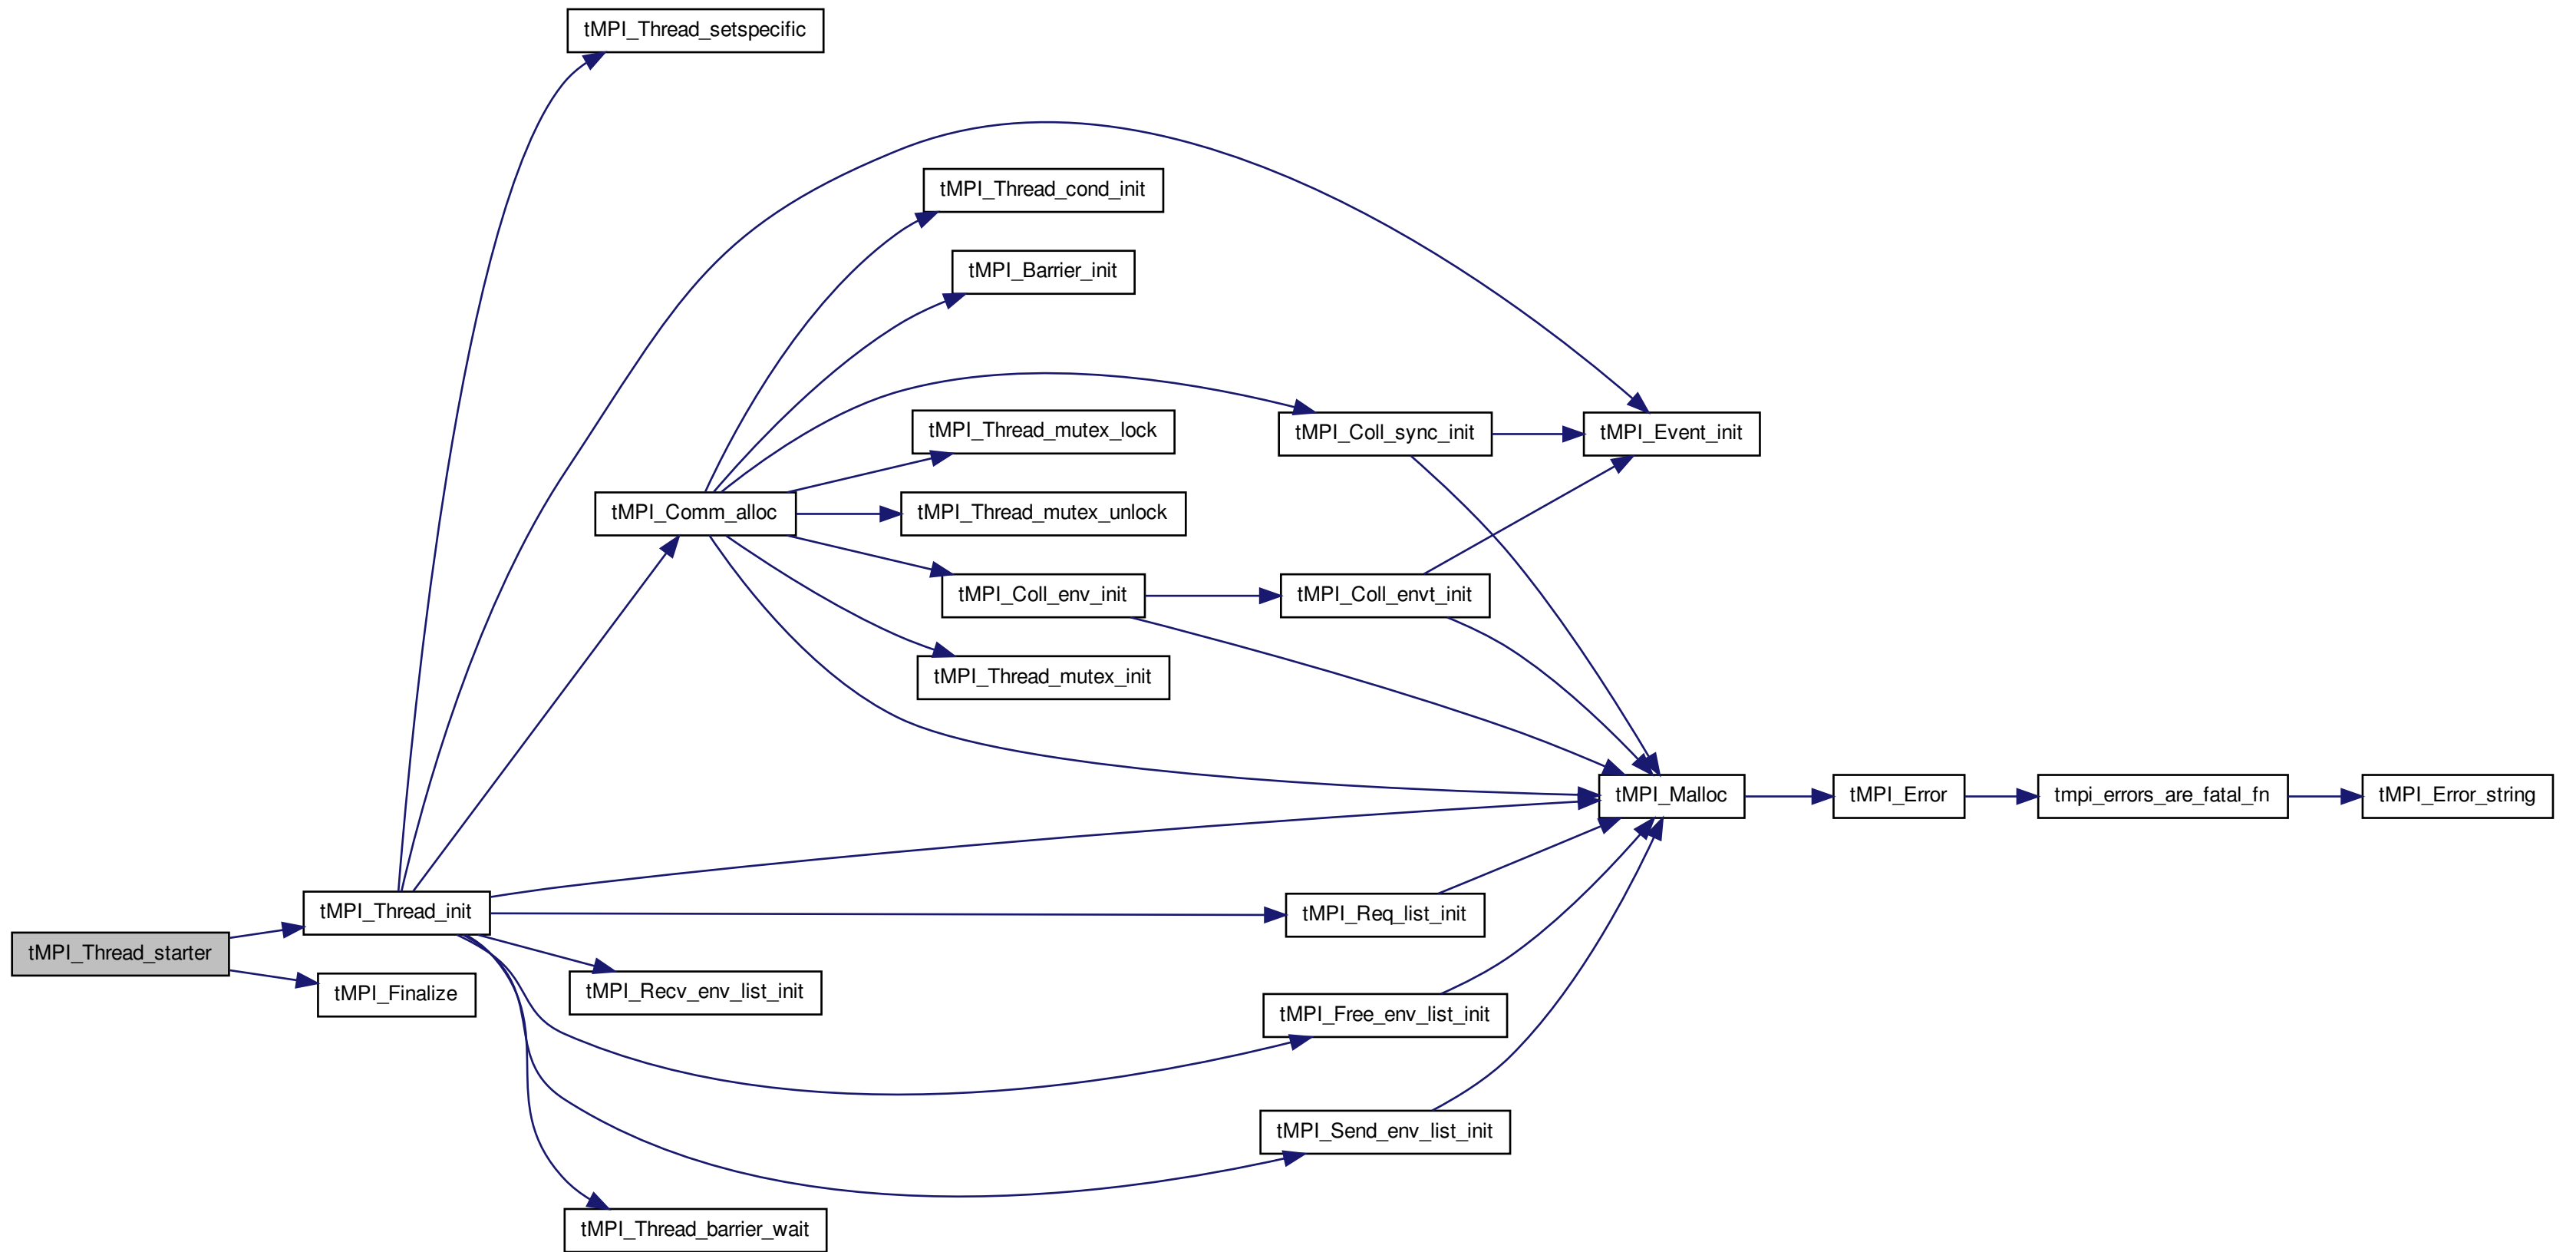 tMPI_Thread_setspecific
tMPI_Thread_cond_init
tMPI_Barrier_init
tMPI_Thread_mutex_lock
tMPI_Coll_sync_init
tMPI_Event_init
tMPI_Comm_alloc
tMPI_Thread_mutex_unlock
tMPI_Coll_env_init
tMPI_Coll_envt_init
tMPI_Thread_mutex_init
tMPI_Malloc
tMPI_Error
tmpi_errors_are_fatal_fn
tMPI_Error_string
tMPI_Thread_init
tMPI_Req_list_init
tMPI_Thread_starter
tMPI_Finalize
tMPI_Recv_env_list_init
tMPI_Free_env_list_init
tMPI_Send_env_list_init
tMPI_Thread_barrier_wait